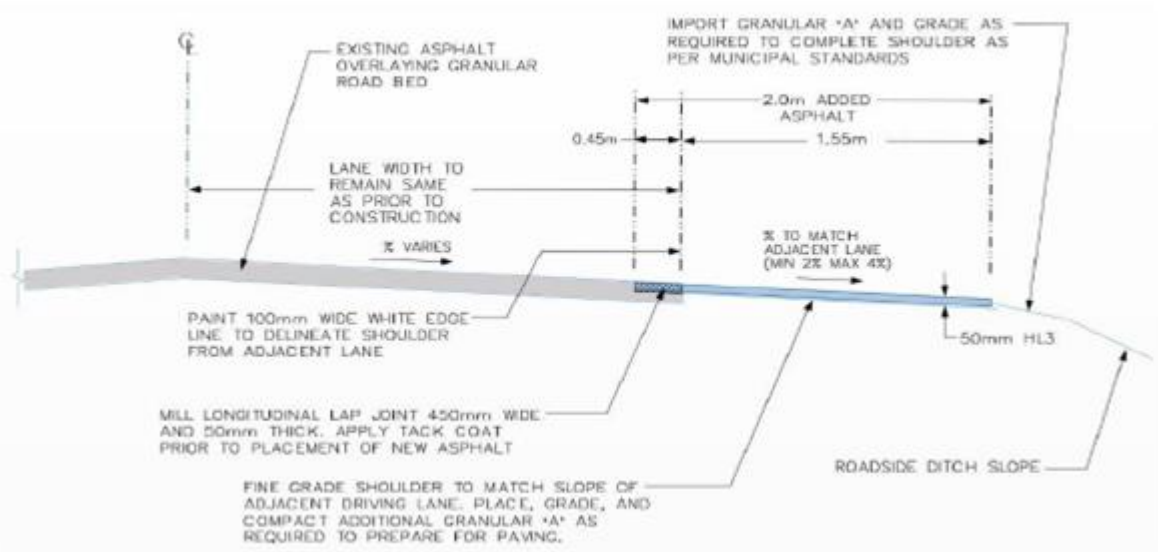 ℄
EXISTING ASPHALT
OVERLAYING GRANULAR
ROAD BED
IMPORT GRANULAR "A" AND GRADE AS
REQUIRED TO COMPLETE SHOULDER AS
PER MUNICIPAL STANDARDS
2.0m ADDED
ASPHALT
0.45m
1.55m
LANE WIDTH TO
REMAIN SAME
AS PRIOR TO
CONSTRUCTION
% VARIES
% TO MATCH
ADJACENT LANE
(MIN 2% MAX 4%)
PAINT 100mm WIDE WHITE EDGE
LINE TO DELINEATE SHOULDER
FROM ADJACENT LANE
50mm HL3
MILL LONGITUDINAL LAP JOINT 450mm WIDE
AND 50mm THICK. APPLY TACK COAT
PRIOR TO PLACEMENT OF NEW ASPHALT
ROADSIDE DITCH SLOPE
FINE GRADE SHOULDER TO MATCH SLOPE OF
ADJACENT DRIVING LANE. PLACE, GRADE, AND
COMPACT ADDITIONAL GRANULAR "A" AS
REQUIRED TO PREPARE FOR PAVING.